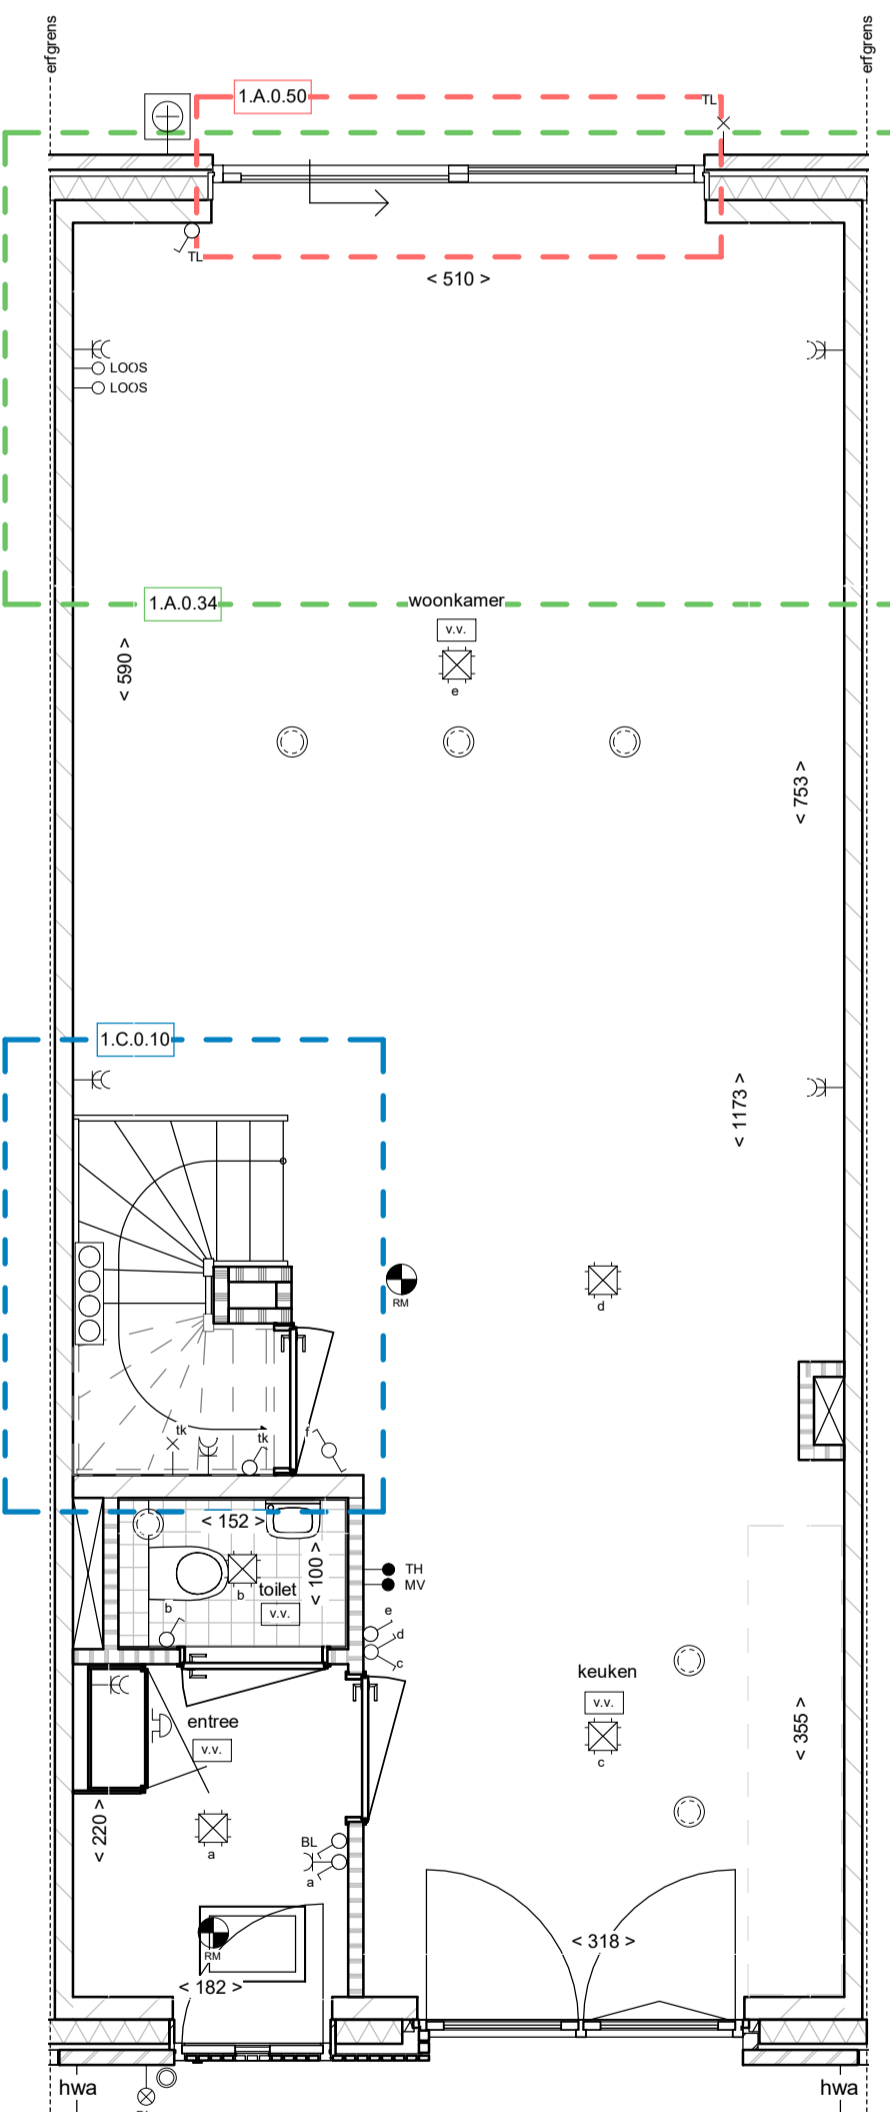 erfgrens
erfgrens
1.A.0.50
TL
TL
< 510 >
LOOS
LOOS
1.A.0.34
woonkamer
v.v.
e
< 590 >
< 753 >
1.C.0.10
< 1173 >
RM
d
tk
tk
f
< 152 >
< 100 >
b
toilet
v.v.
b
TH
MV
e
d
c
keuken
v.v.
c
entree
v.v.
< 355 >
< 220 >
a
BL
a
RM
< 318 >
< 182 >
hwa
hwa